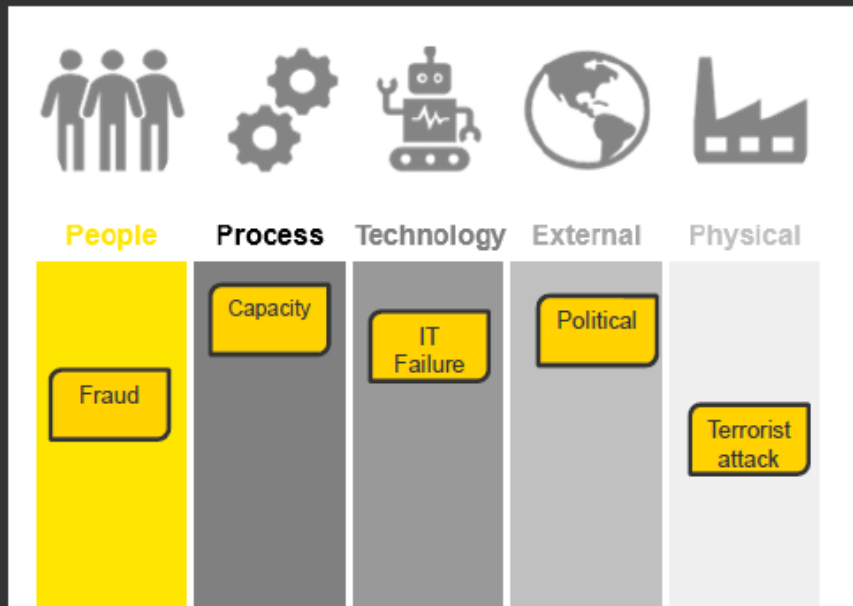 People
Process
Technology
External
Physical
Fraud
Capacity
IT
Failure
Political
Terrorist
attack